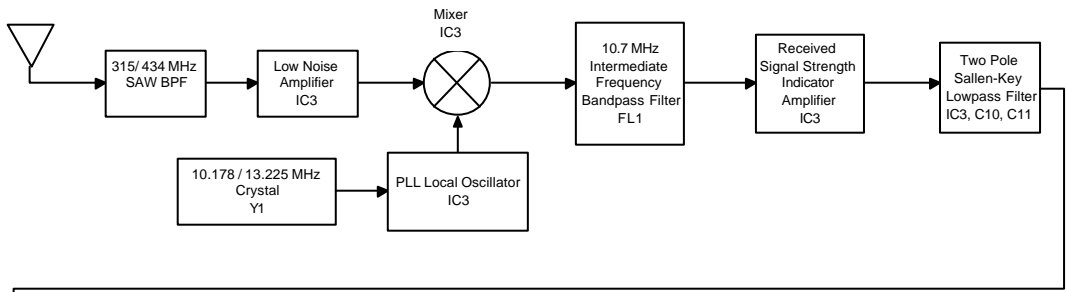 Mixer
IC3
315/ 434 MHz
SAW BPF
Low Noise
Amplifier
IC3
10.7 MHz
Intermediate
Frequency
Bandpass Filter
FL1
Received
Signal Strength
Indicator
Amplifier
IC3
Two Pole
Sallen-Key
Lowpass Filter
IC3, C10, C11
10.178 / 13.225 MHz
Crystal
Y1
PLL Local Oscillator
IC3